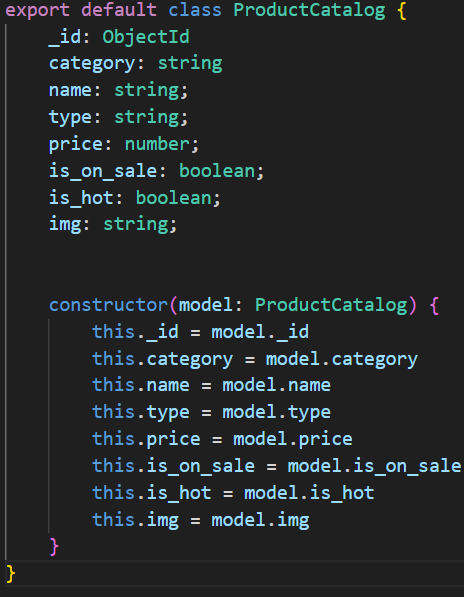 export default class ProductCatalog {
_id: ObjectId
category: string
name: string;
type: string;
price: number;
is_on_sale: boolean;
is_hot: boolean;
img: string;
constructor(model: ProductCatalog) {
this._id = model._id
this.category = model.category
this.name = model.name
this.type = model.type
this.price = model.price
this.is_on_sale = model.is_on_sale
this.is_hot = model.is_hot
this.img = model.img
}
}